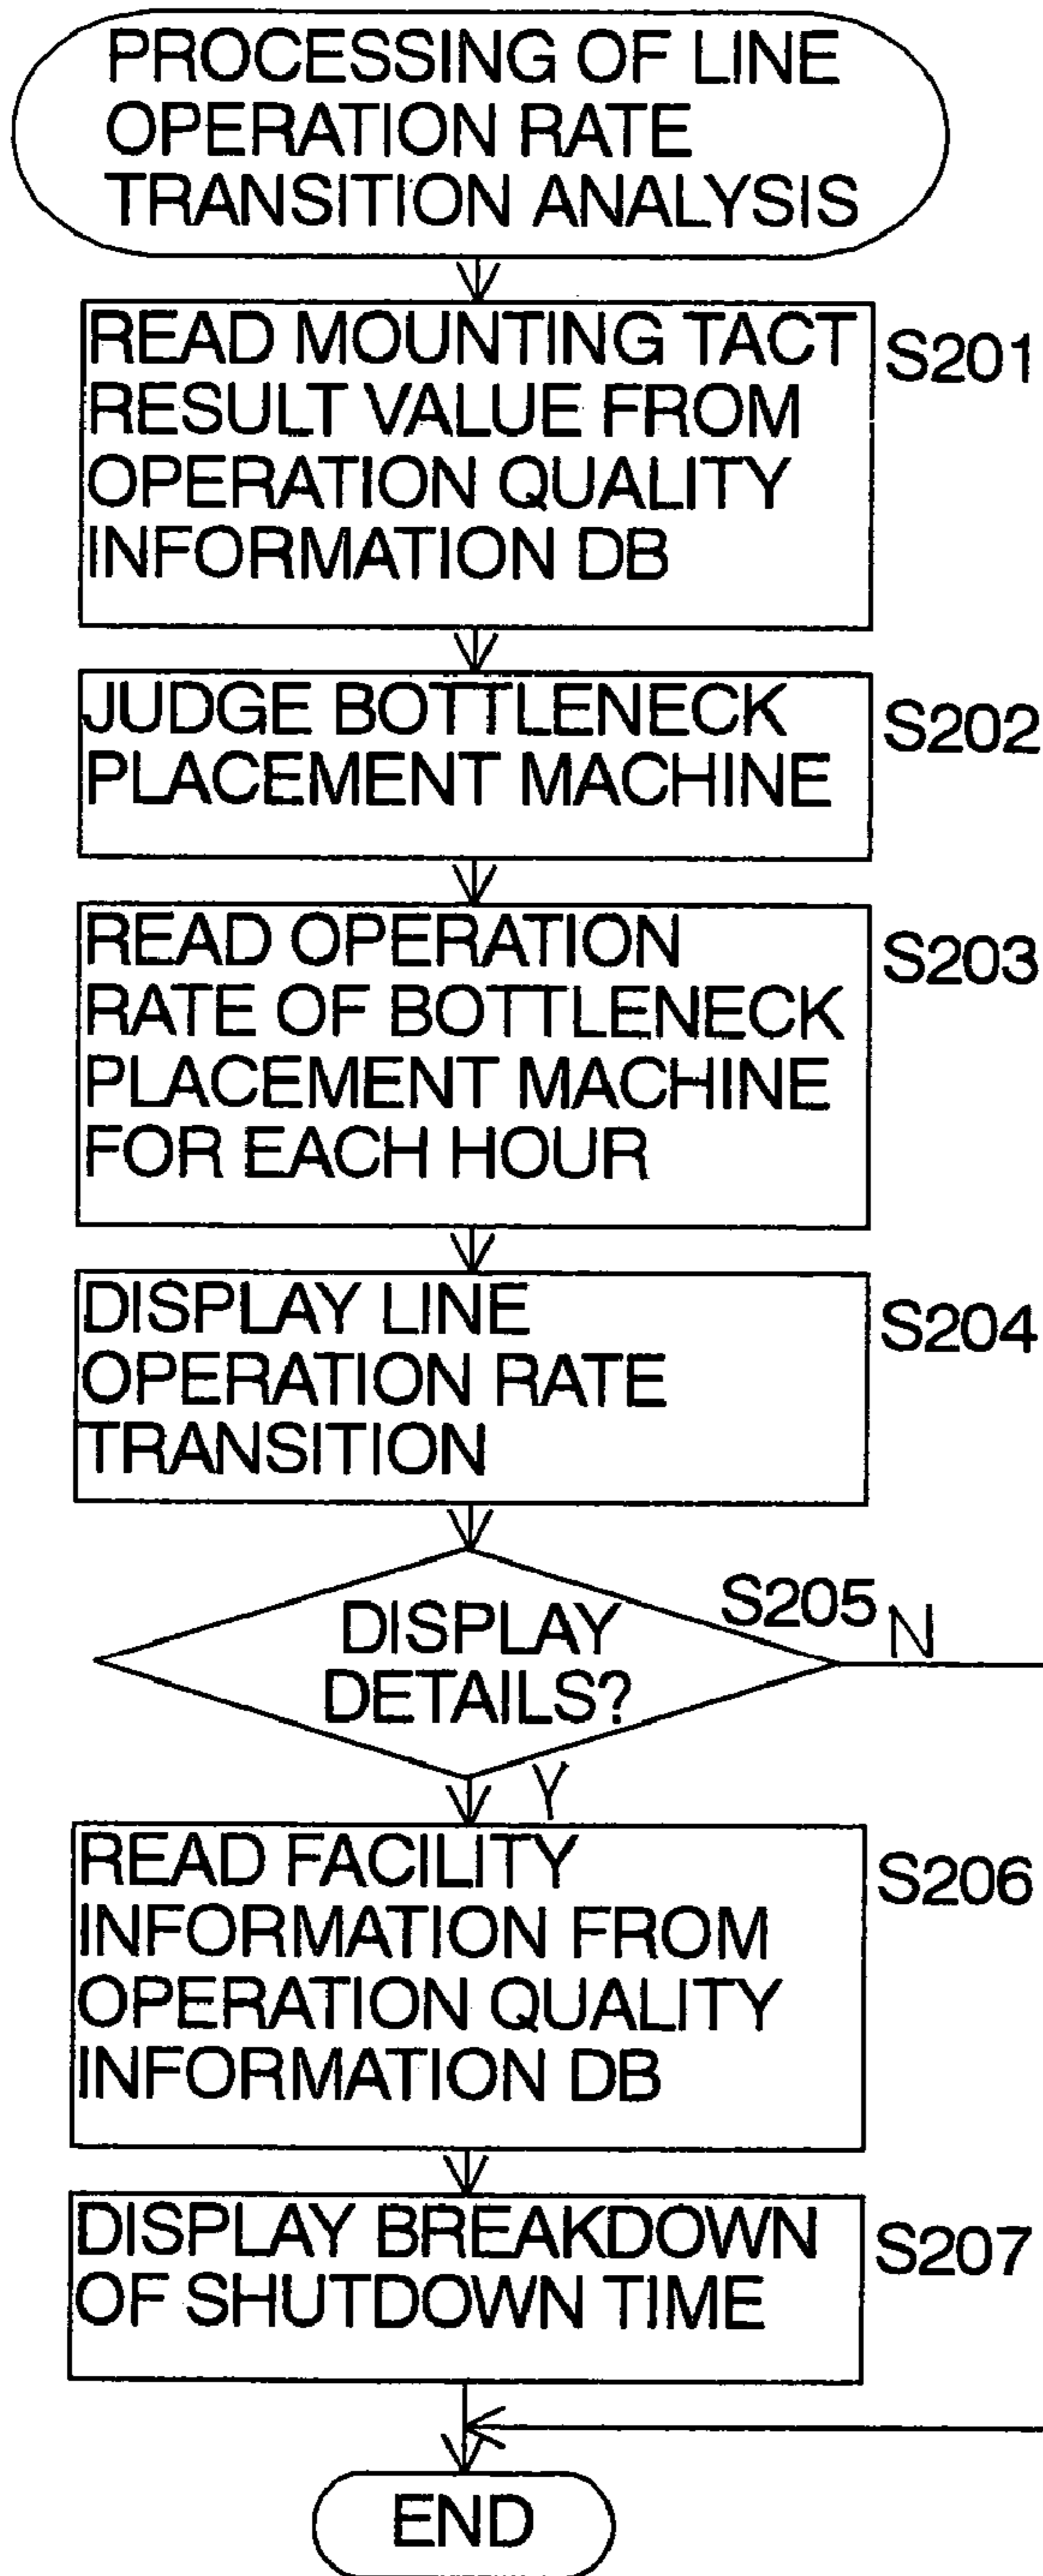 PROCESSING OF LINE
OPERATION RATE
TRANSITION ANALYSIS
READ MOUNTING TACT
RESULT VALUE FROM
OPERATION QUALITY
INFORMATION DB
S201
JUDGE BOTTLENECK
PLACEMENT MACHINE
S202
READ OPERATION
RATE OF BOTTLENECK
PLACEMENT MACHINE
FOR EACH HOUR
S203
DISPLAY LINE
OPERATION RATE
TRANSITION
S204
DISPLAY
DETAILS?
S205
N
Y
READ FACILITY
INFORMATION FROM
OPERATION QUALITY
INFORMATION DB
S206
DISPLAY BREAKDOWN
OF SHUTDOWN TIME
S207
END